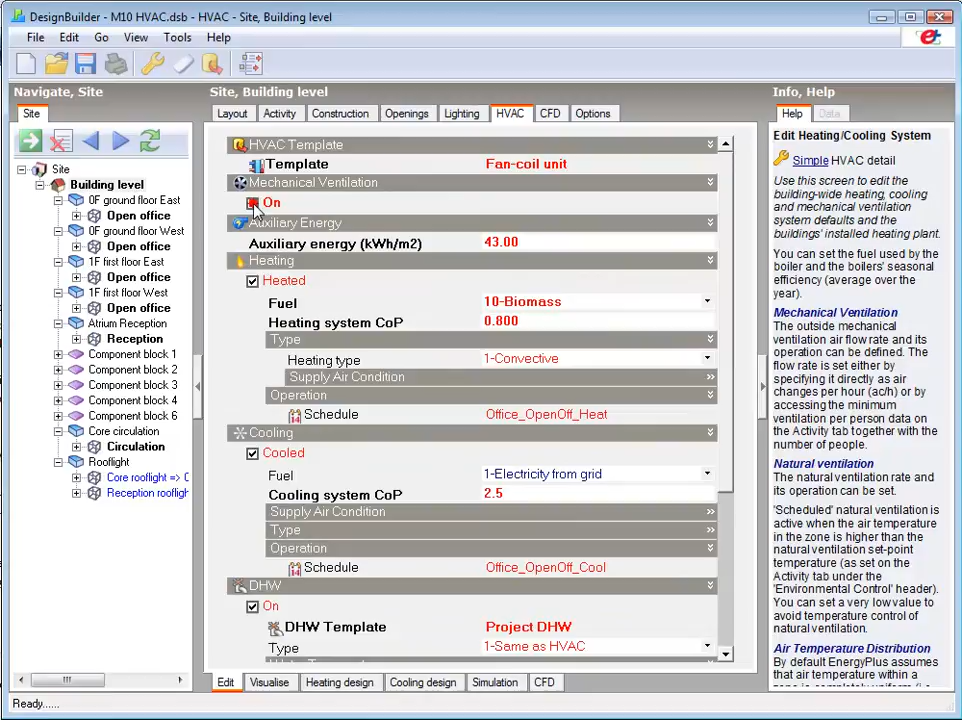 DesignBuilder - M10 HVAC.dsb - HVAC - Site, Building level
File Edit Go View Tools Help
Navigate, Site
Site, Building level
Info, Help
Site
Layout Activity Construction Openings Lighting HVAC CFD Options
Help Data
Site
Building level
0F ground floor East
Open office
0F ground floor West
Open office
1F first floor East
Open office
1F first floor West
Open office
Atrium Reception
Reception
Component block 1
Component block 2
Component block 3
Component block 4
Component block 6
Core circulation
Circulation
Rooflight
Core rooflight => C
Reception roofligh
HVAC Template
Template Fan-coil unit
Mechanical Ventilation
On
Auxiliary Energy
Auxiliary energy (kWh/m2) 43.00
Heating
Heated
Fuel 10-Biomass
Heating system CoP 0.800
Type
Heating type 1-Convective
Supply Air Condition
Operation
Schedule Office_OpenOff_Heat
Cooling
Cooled
Fuel 1-Electricity from grid
Cooling system CoP 2.5
Supply Air Condition
Type
Operation
Schedule Office_OpenOff_Cool
DHW
On
DHW Template Project DHW
Type 1-Same as HVAC
Edit Heating/Cooling System
Simple HVAC detail
Use this screen to edit the
building-wide heating, cooling
and mechanical ventilation
system defaults and the
buildings' installed heating plant.
You can set the fuel used by the
boiler and the boilers' seasonal
efficiency (average over the
year).
Mechanical Ventilation
The outside mechanical
ventilation air flow rate and its
operation can be defined. The
flow rate is set either by
specifying it directly as air
changes per hour (ac/h) or by
accessing the minimum
ventilation per person data on
the Activity tab together with the
number of people.
Natural ventilation
The natural ventilation rate and
its operation can be set.
'Scheduled' natural ventilation is
active when the air temperature
in the zone is higher than the
natural ventilation set-point
temperature (as set on the
Activity tab under the
'Environmental Control' header).
You can set a very low value to
avoid temperature control of
natural ventilation.
Air Temperature Distribution
By default EnergyPlus assumes
that air temperature within a
Edit Visualise Heating design Cooling design Simulation CFD
Ready.....